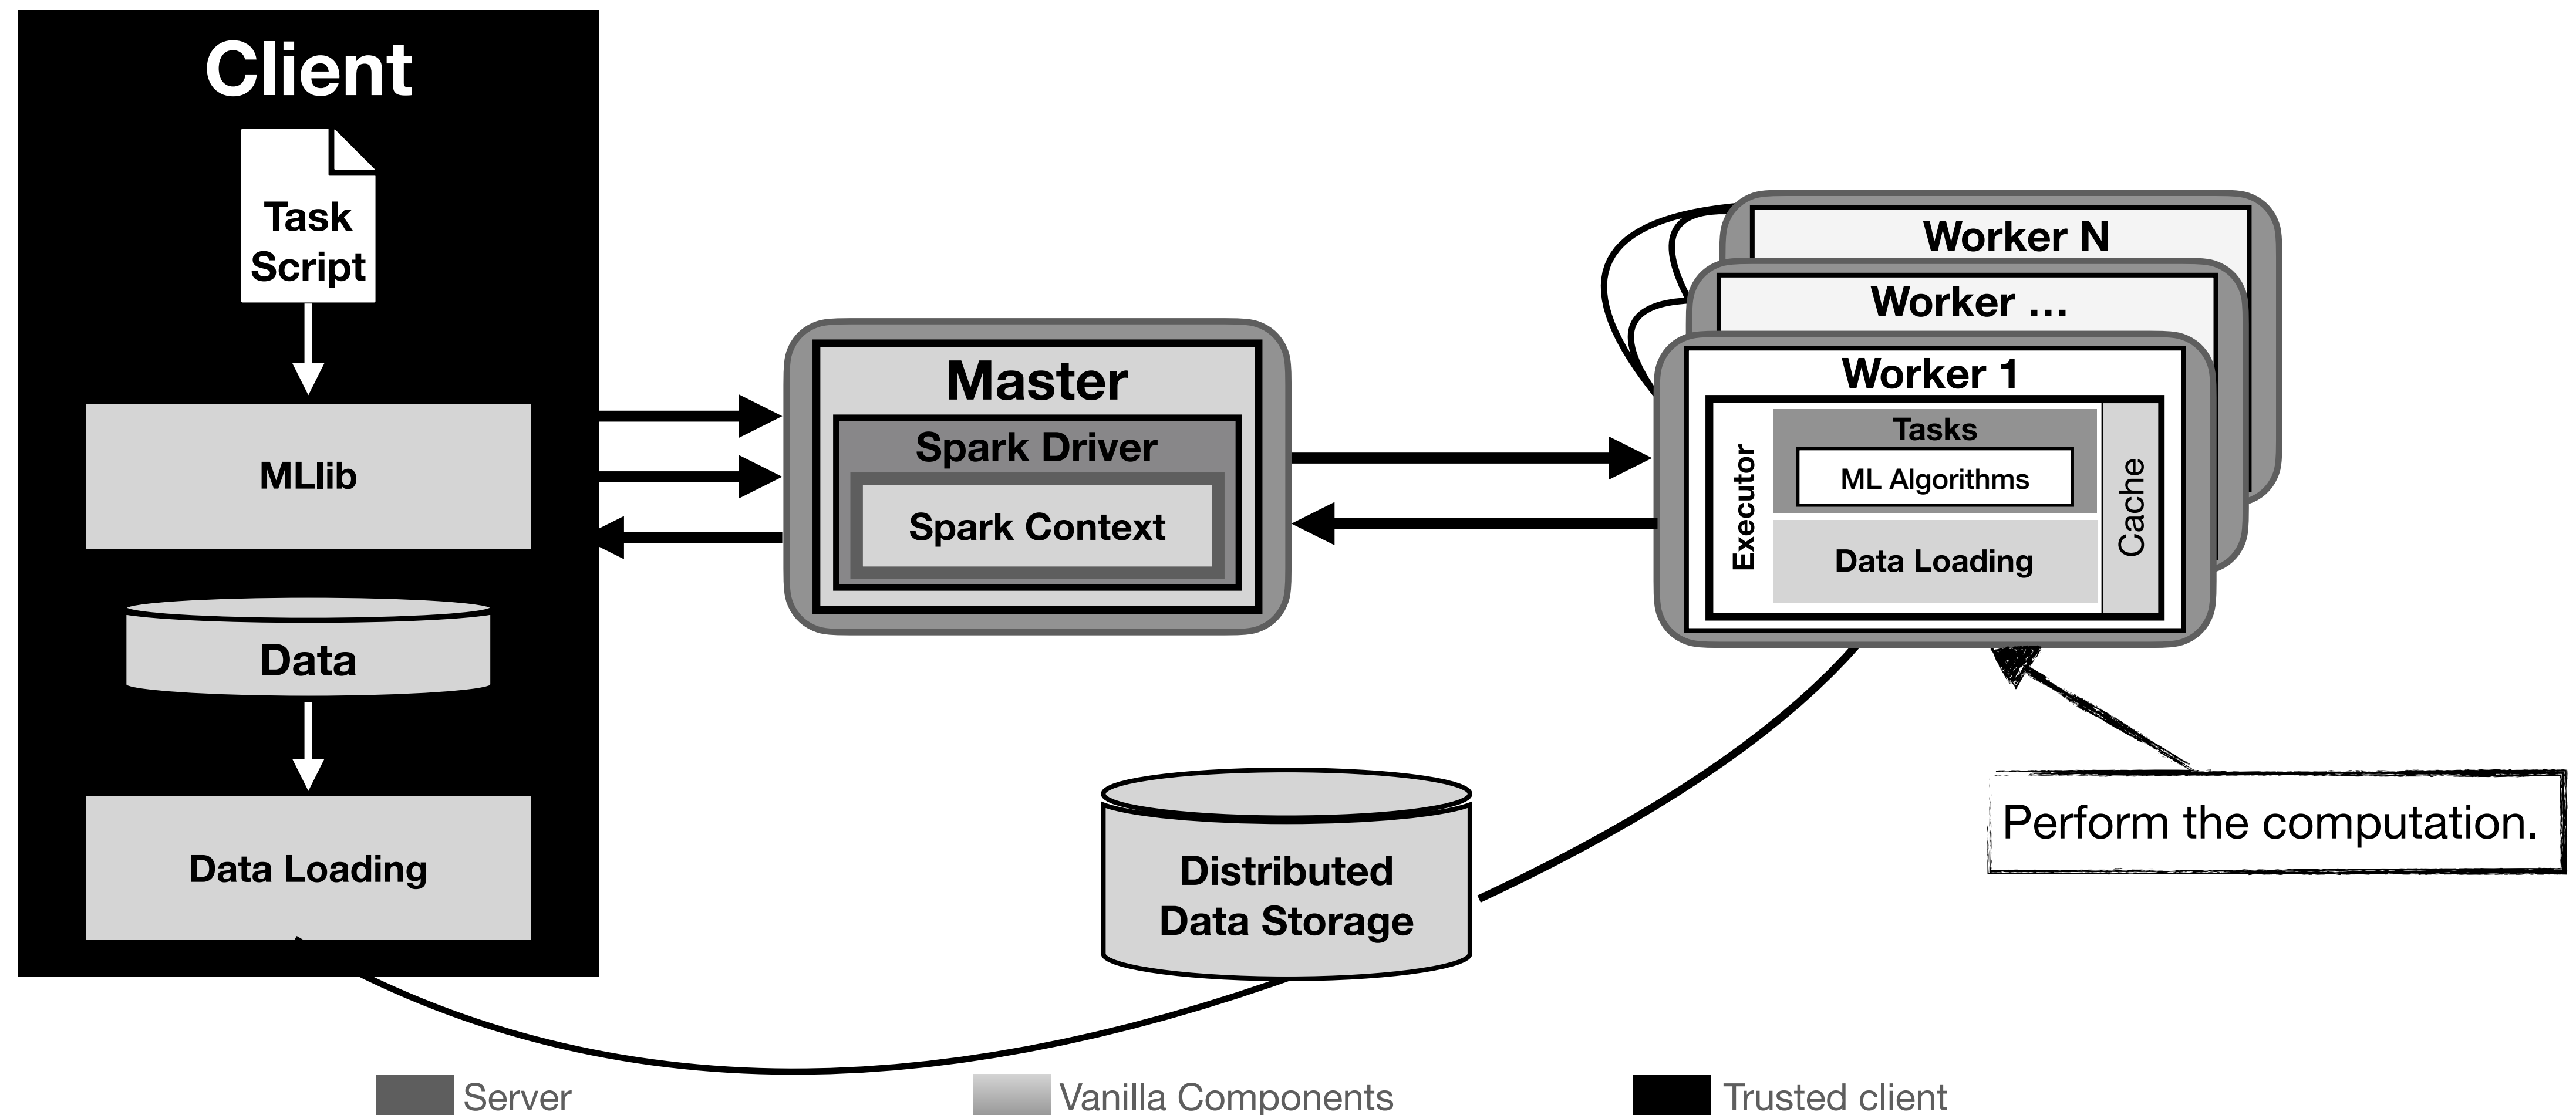 Client
Task
Script
MLlib
Data
Data Loading
Master
Spark Driver
Spark Context
Worker N
Worker ...
Worker 1
Executor
Tasks
ML Algorithms
Data Loading
Cache
Distributed
Data Storage
Perform the computation.
Server
Vanilla Components
Trusted client